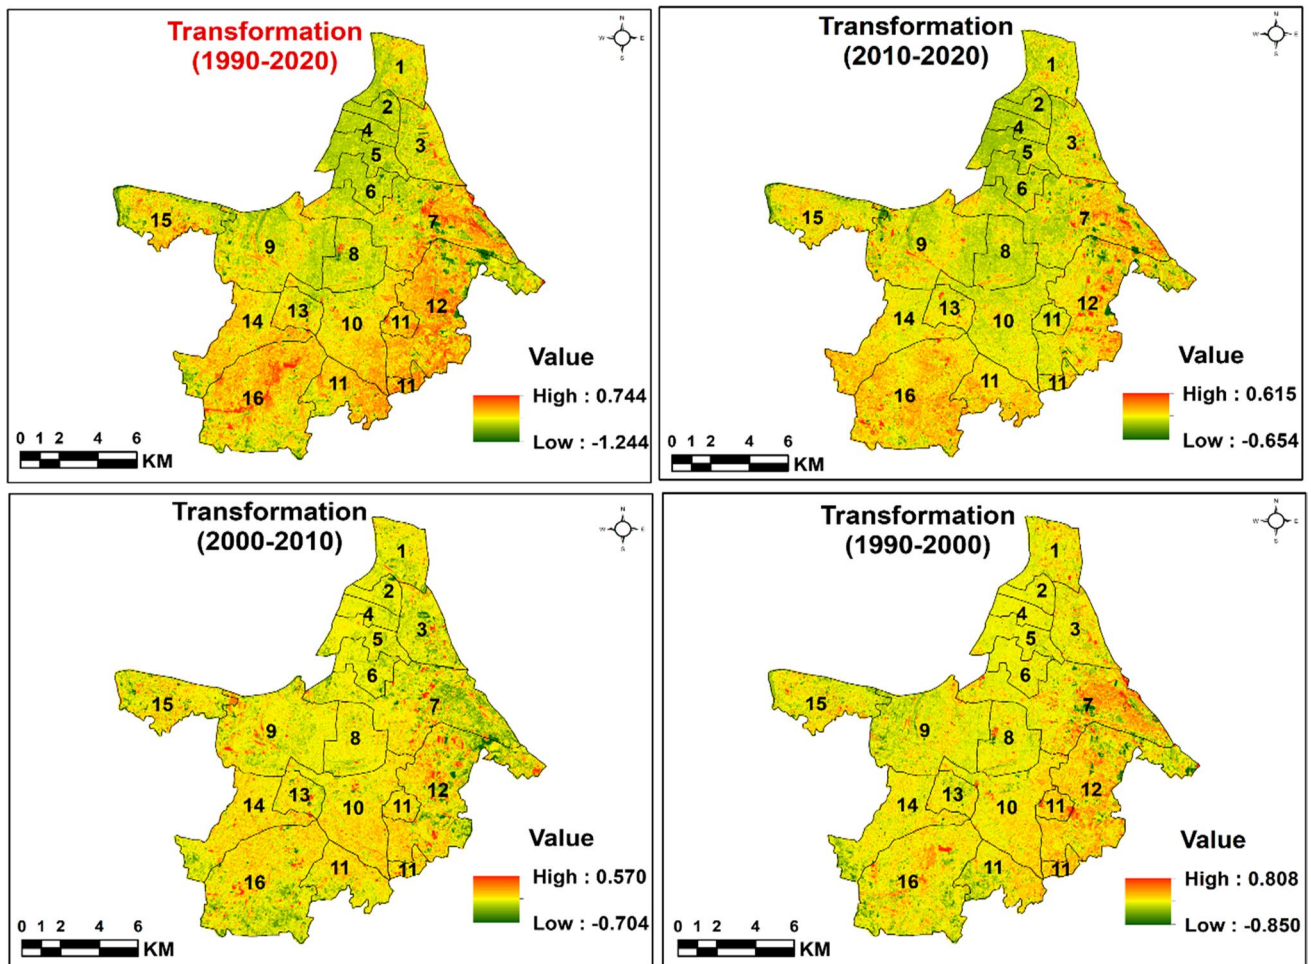 Transformation
(1990-2020)
N
W E
S
1
2
4
3
5
6
15
7
9
8
12
13
14
10
11
11
11
16
Value
High : 0.744
Low : -1.244
0 1 2 4 6
KM
Transformation
(2010-2020)
N
W E
S
1
2
4
3
5
6
15
7
9
8
12
13
14
10
11
11
11
16
Value
High : 0.615
Low : -0.654
0 1 2 4 6
KM
Transformation
(2000-2010)
N
W E
S
1
2
4
3
5
6
15
7
9
8
12
13
14
10
11
11
11
16
Value
High : 0.570
Low : -0.704
0 1 2 4 6
KM
Transformation
(1990-2000)
N
W E
S
1
2
4
3
5
6
15
7
9
8
12
13
14
10
11
11
11
16
Value
High : 0.808
Low : -0.850
0 1 2 4 6
KM